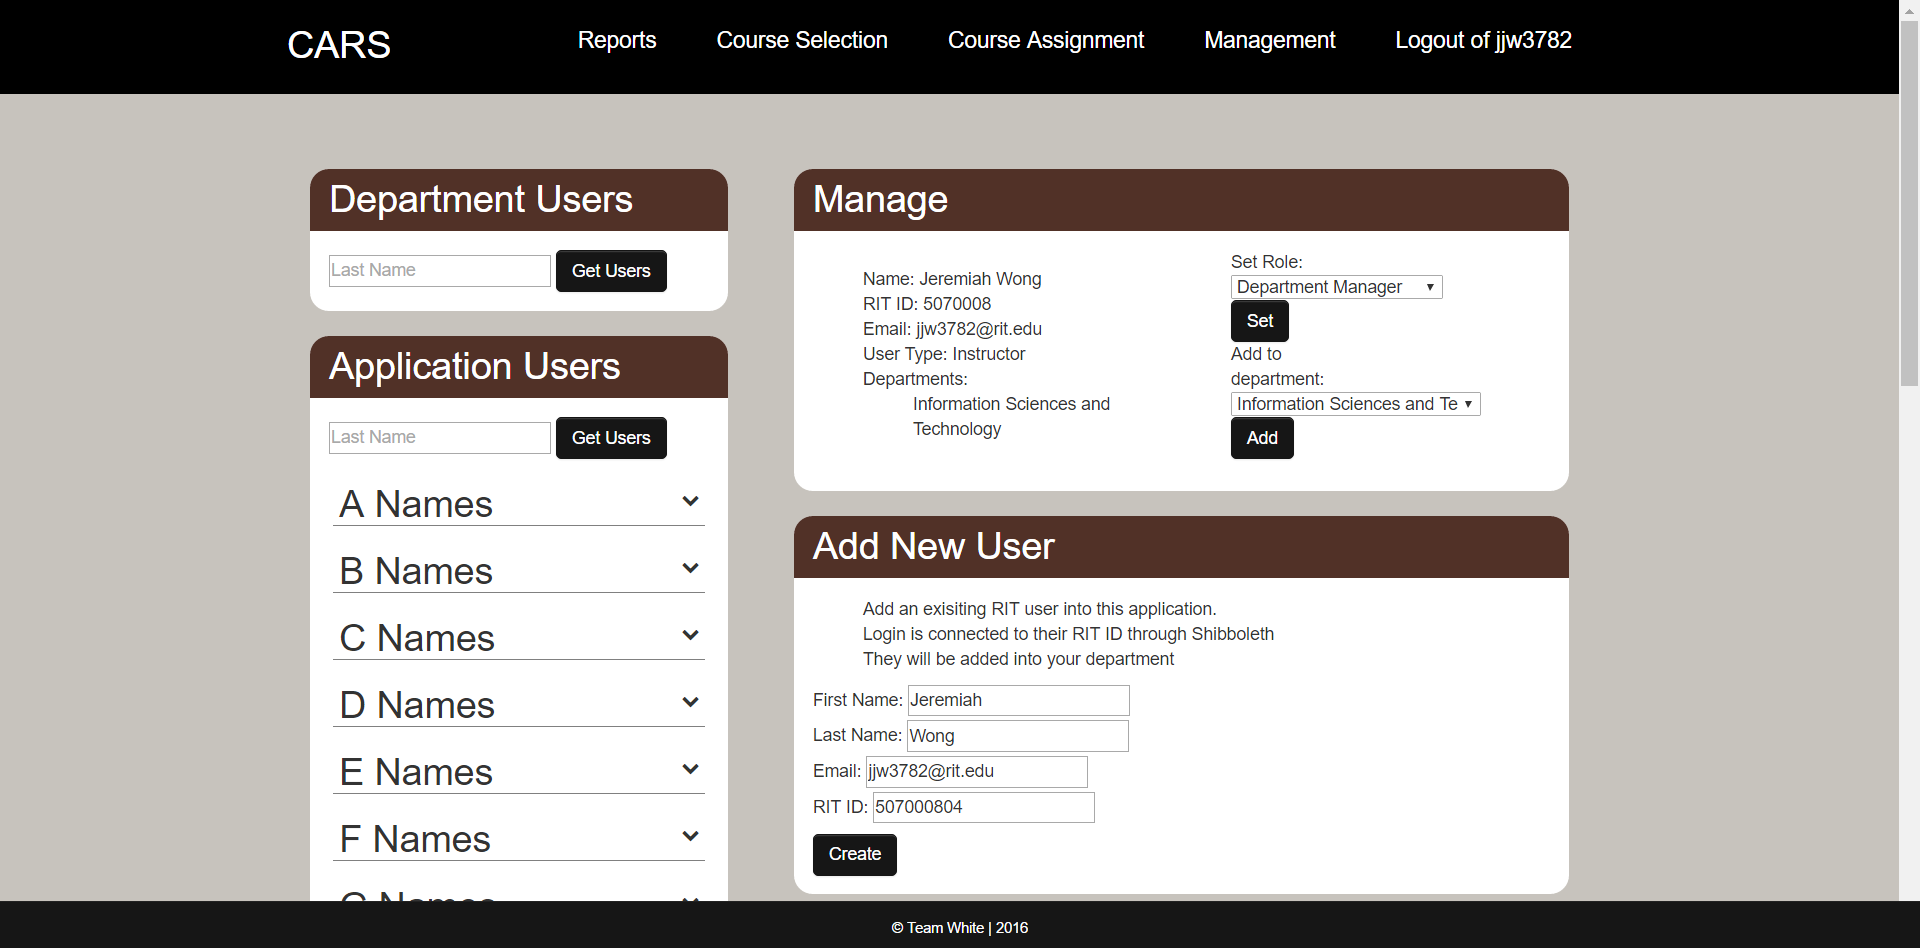 CARS
Reports
Course Selection
Course Assignment
Management
Logout of jjw3782
Department Users
Last Name
Get Users
Application Users
Last Name
Get Users
A Names
B Names
C Names
D Names
E Names
F Names
Manage
Name: Jeremiah Wong
RIT ID: 5070008
Email: jjw3782@rit.edu
User Type: Instructor
Departments:
Information Sciences and
Technology
Set Role:
Department Manager
Set
Add to
department:
Information Sciences and Te
Add
Add New User
Add an exisiting RIT user into this application.
Login is connected to their RIT ID through Shibboleth
They will be added into your department
First Name: Jeremiah
Last Name: Wong
Email: jjw3782@rit.edu
RIT ID: 507000804
Create
© Team White | 2016